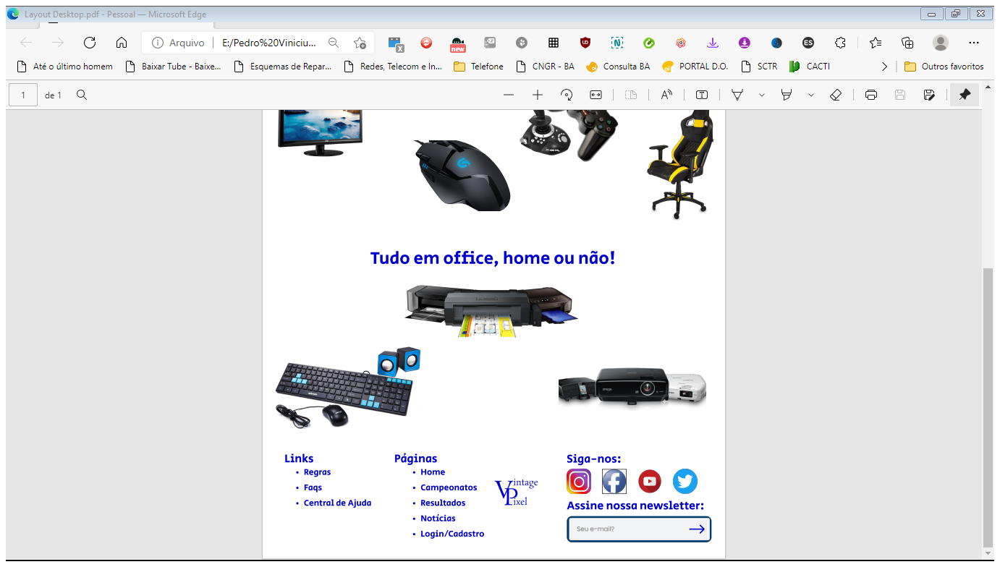 Layout Desktop.pdf - Pessoal — Microsoft Edge
Arquivo E:/Pedro%20Viniciu... new
Até o último homem Baixar Tube - Baixe... Esquemas de Repar... Redes, Telecom e In... Telefone CNGR - BA Consulta BA PORTAL D.O. SCTR CACTI Outros favoritos
1 de 1
Tudo em office, home ou não!
EPSON
Links
Regras
Faqs
Central de Ajuda
Páginas
Home
Campeonatos
Resultados
Notícias
Login/Cadastro
Vintage
Pixel
Siga-nos:
Assine nossa newsletter:
Seu e-mail?